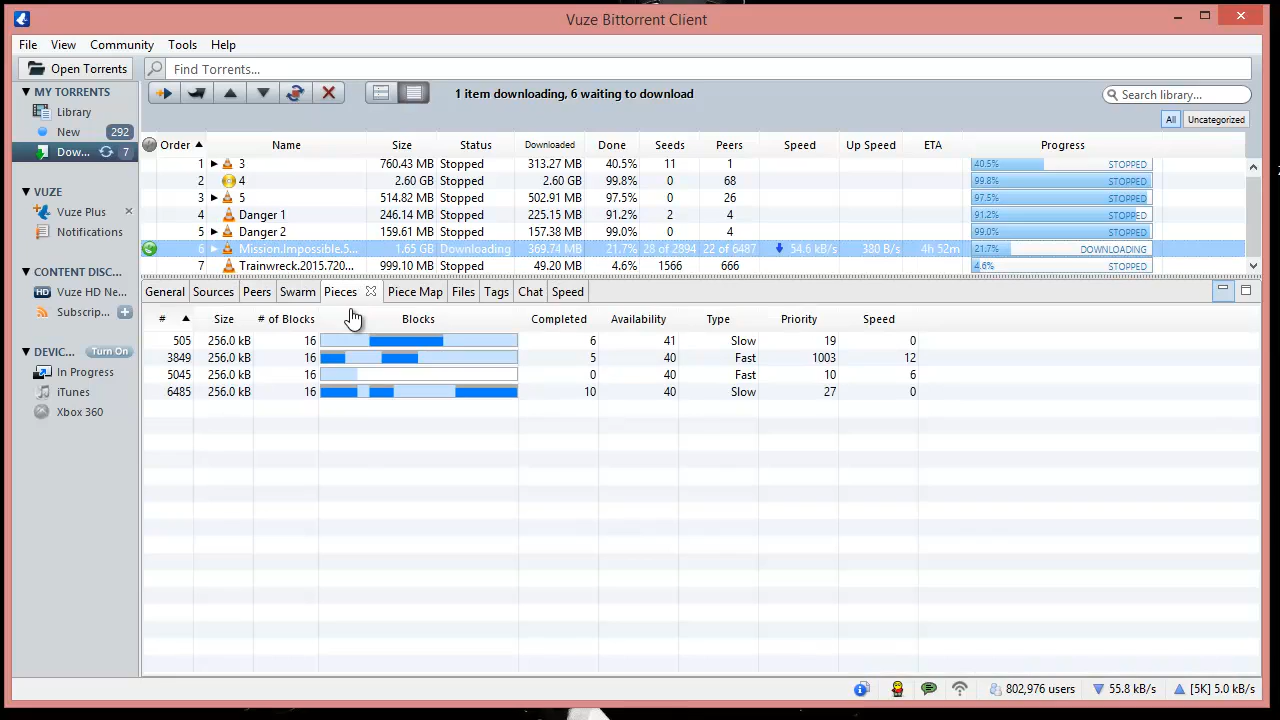 Vuze Bittorrent Client
File View Community Tools Help
Open Torrents Find Torrents...
MY TORRENTS
Library
New 292
Dow... 7
VUZE
Vuze Plus
Notifications
CONTENT DISC...
HD Vuze HD Ne...
Subscrip...
DEVIC... Turn On
In Progress
iTunes
Xbox 360
1 item downloading, 6 waiting to download Search library...
All Uncategorized
Order Name Size Status Downloaded Done Seeds Peers Speed Up Speed ETA Progress
1 3 760.43 MB Stopped 313.27 MB 40.5% 11 1 40.5% STOPPED
2 4 2.60 GB Stopped 2.60 GB 99.8% 0 68 99.8% STOPPED
3 5 514.82 MB Stopped 502.91 MB 97.5% 0 26 97.5% STOPPED
4 Danger 1 246.14 MB Stopped 225.15 MB 91.2% 2 4 91.2% STOPPED
5 Danger 2 159.61 MB Stopped 157.38 MB 99.0% 0 4 99.0% STOPPED
6 Mission.Impossible.5... 1.65 GB Downloading 369.74 MB 21.7% 28 of 2894 22 of 6487 54.6 kB/s 380 B/s 4h 52m 21.7% DOWNLOADING
7 Trainwreck.2015.720... 999.10 MB Stopped 49.20 MB 4.6% 1566 666 4.6% STOPPED
General Sources Peers Swarm Pieces Piece Map Files Tags Chat Speed
# Size # of Blocks Blocks Completed Availability Type Priority Speed
505 256.0 kB 16 6 41 Slow 19 0
3849 256.0 kB 16 5 40 Fast 1003 12
5045 256.0 kB 16 0 40 Fast 10 6
6485 256.0 kB 16 10 40 Slow 27 0
802,976 users 55.8 kB/s [5K] 5.0 kB/s